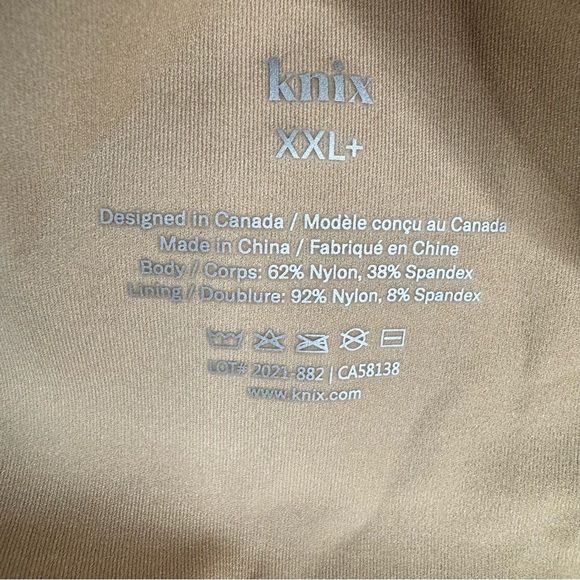 knix
XXL+
Designed in Canada / Modèle conçu au Canada
Made in China / Fabriqué en Chine
Body / Corps: 62% Nylon, 38% Spandex
Lining / Doublure: 92% Nylon, 8% Spandex
LOT# 2021-882 | CA58138
www.knix.com